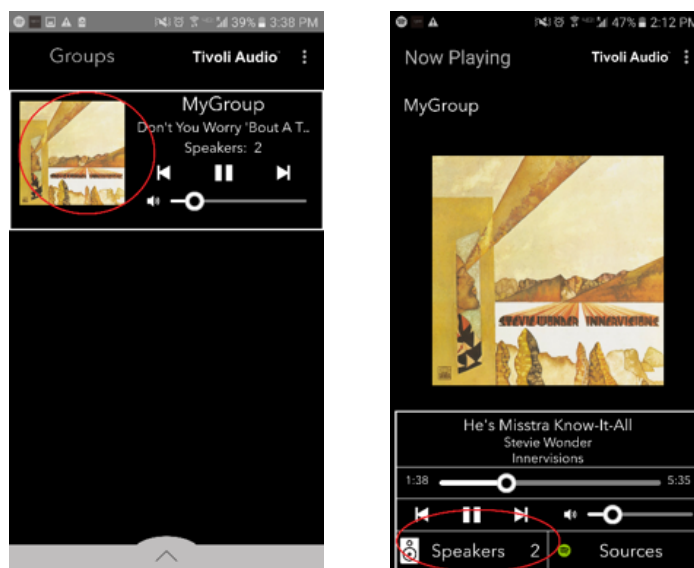 39% 3:38 PM
Groups Tivoli Audio
MyGroup
Don't You Worry 'Bout A T..
Speakers: 2
47% 2:12 PM
Now Playing Tivoli Audio
MyGroup
STEVIE WONDER INNERVISIONS
He's Misstra Know-It-All
Stevie Wonder
Innervisions
1:38 5:35
Speakers 2 Sources